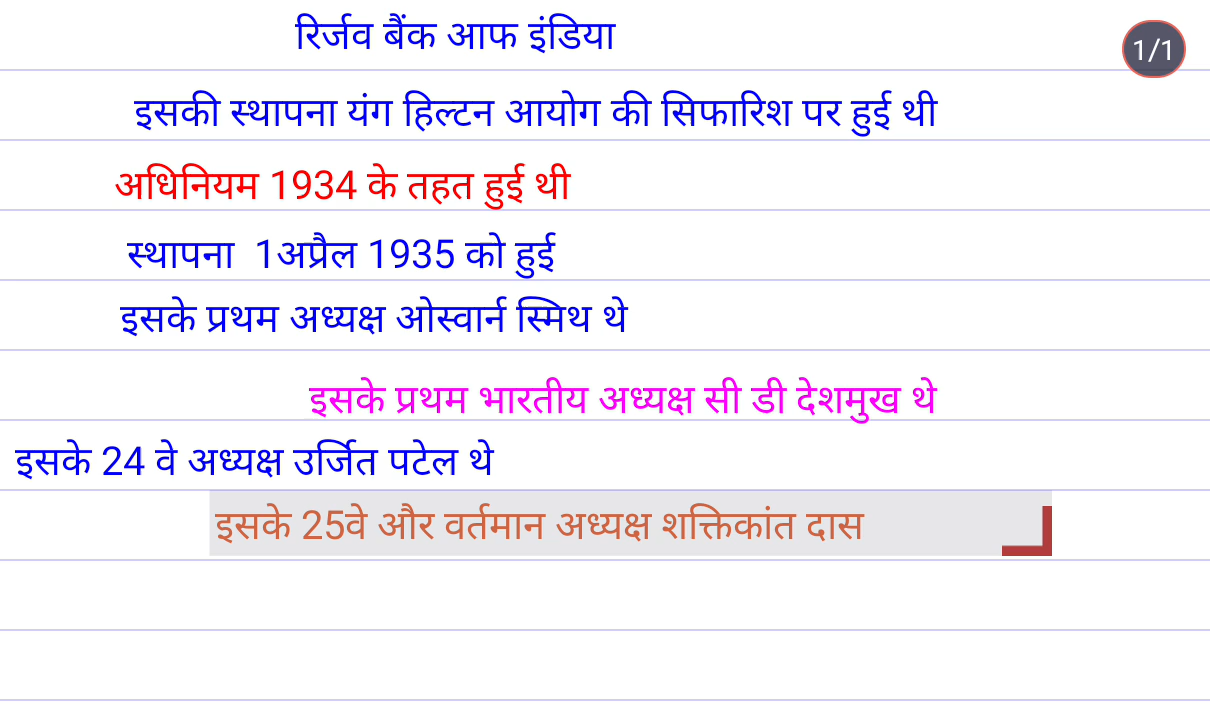 रिर्जव बैंक आफ इंडिया
1/1
इसकी स्थापना यंग हिल्टन आयोग की सिफारिश पर हुई थी
अधिनियम 1934 के तहत हुई थी
स्थापना  1अप्रैल 1935 को हुई
इसके प्रथम अध्यक्ष ओस्वार्न स्मिथ थे
इसके प्रथम भारतीय अध्यक्ष सी डी देशमुख थे
इसके 24 वे अध्यक्ष उर्जित पटेल थे
इसके 25वे और वर्तमान अध्यक्ष शक्तिकांत दास